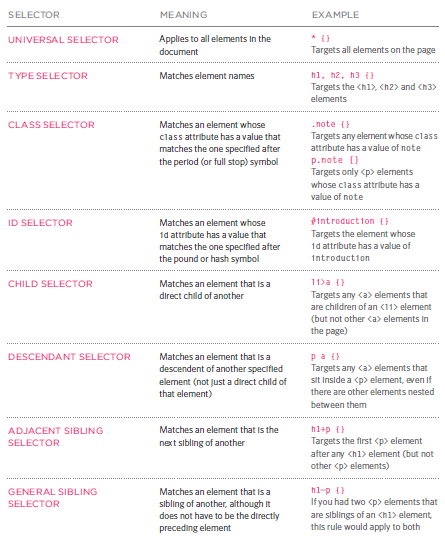 SELECTOR MEANING EXAMPLE
UNIVERSAL SELECTOR
Applies to all elements in the
document
* {}
Targets all elements on the page
TYPE SELECTOR
Matches element names
h1, h2, h3 {}
Targets the <h1>, <h2> and <h3>
elements
CLASS SELECTOR
Matches an element whose
class attribute has a value that
matches the one specified after
the period (or full stop) symbol
.note {}
Targets any element whose class
attribute has a value of note
p.note {}
Targets only <p> elements
whose class attribute has a
value of note
ID SELECTOR
Matches an element whose
id attribute has a value that
matches the one specified after
the pound or hash symbol
#introduction {}
Targets the element whose
id attribute has a value of
introduction
CHILD SELECTOR
Matches an element that is a
direct child of another
li>a {}
Targets any <a> elements that
are children of an <li> element
(but not other <a> elements in
the page)
DESCENDANT SELECTOR
Matches an element that is a
descendent of another specified
element (not just a direct child of
that element)
p a {}
Targets any <a> elements that
sit inside a <p> element, even if
there are other elements nested
between them
ADJACENT SIBLING
SELECTOR
Matches an element that is the
next sibling of another
h1+p {}
Targets the first <p> element
after any <h1> element (but not
other <p> elements)
GENERAL SIBLING
SELECTOR
Matches an element that is a
sibling of another, although it
does not have to be the directly
preceding element
h1~p {}
If you had two <p> elements that
are siblings of an <h1> element,
this rule would apply to both